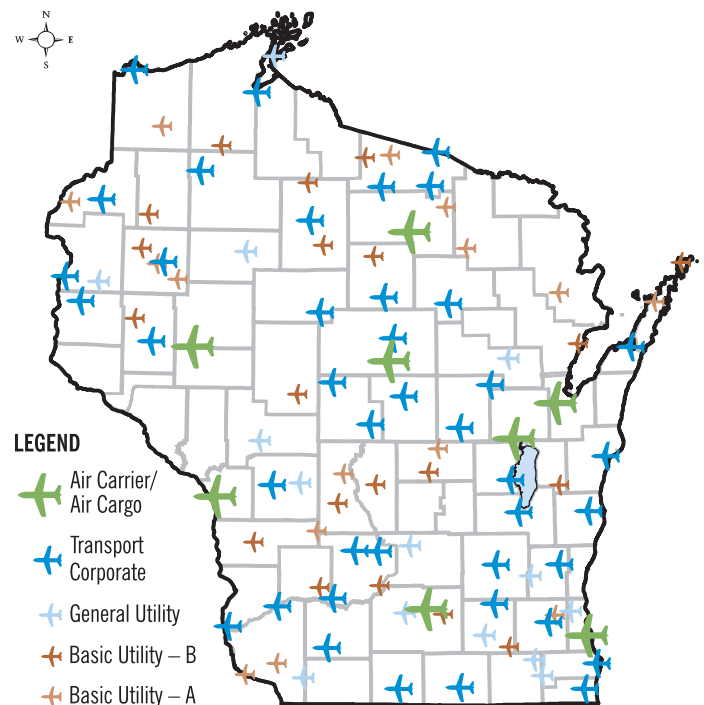 N
W E
S
LEGEND
Air Carrier/
Air Cargo
Transport
Corporate
General Utility
Basic Utility – B
Basic Utility – A